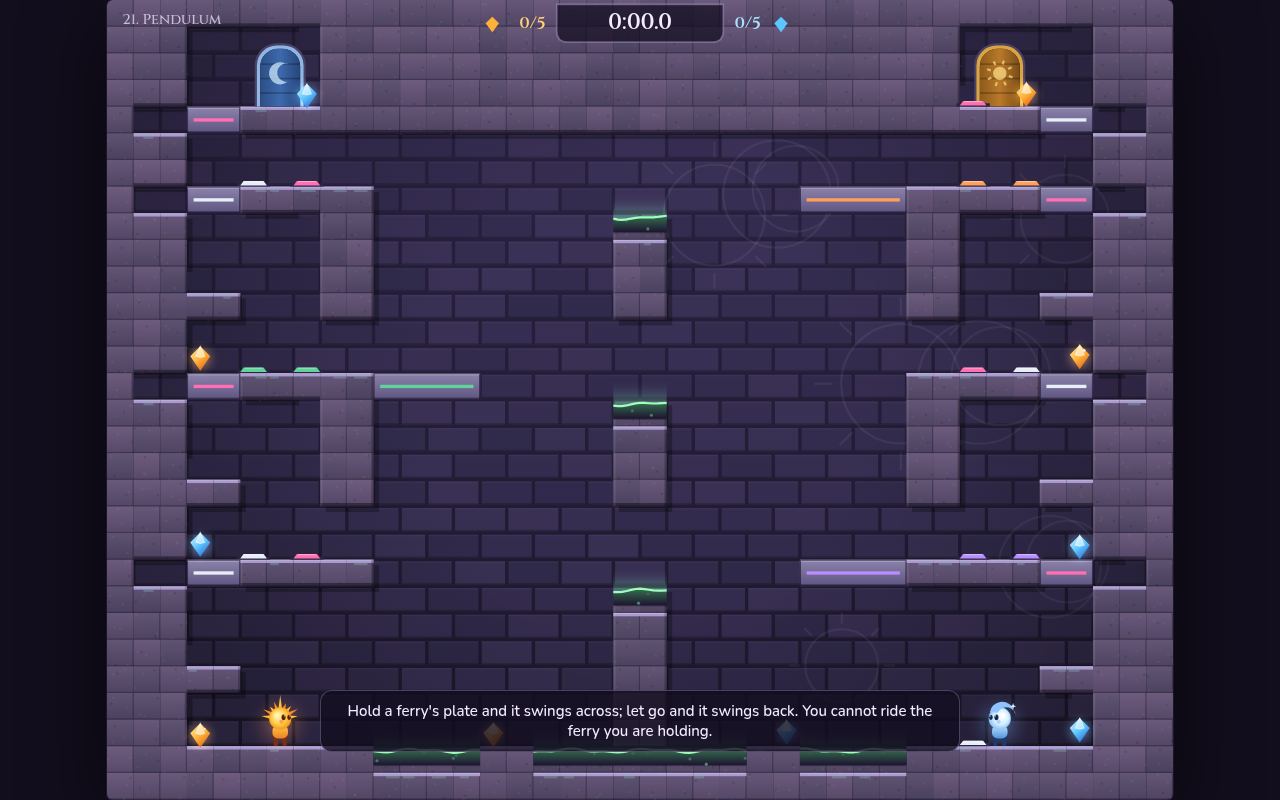 21. Pendulum
0/5
0:00.0
0/5
Hold a ferry's plate and it swings across; let go and it swings back. You cannot ride the
ferry you are holding.